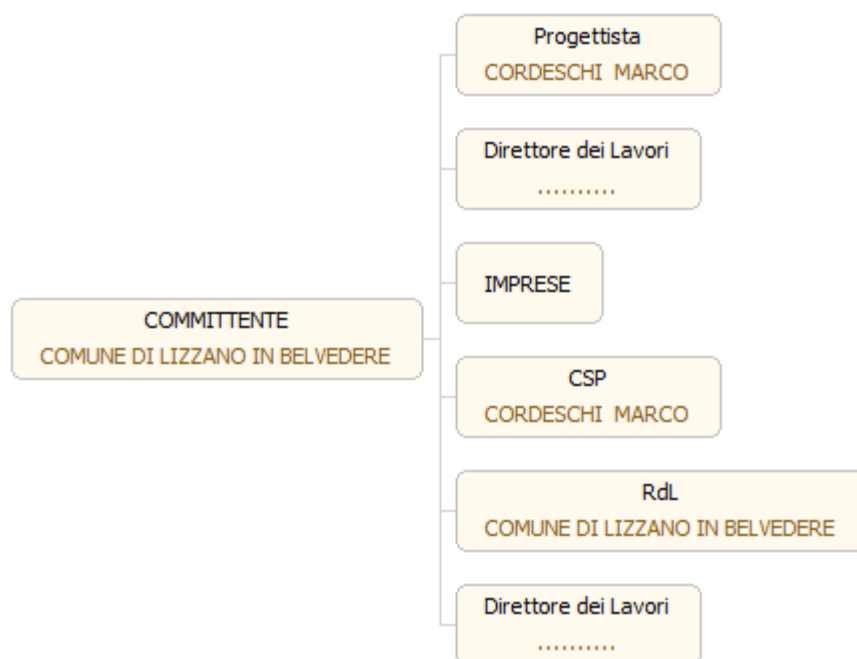 Progettista
CORDESCHI MARCO
Direttore dei Lavori
..........
IMPRESE
COMMITTENTE
COMUNE DI LIZZANO IN BELVEDERE
CSP
CORDESCHI MARCO
RdL
COMUNE DI LIZZANO IN BELVEDERE
Direttore dei Lavori
..........